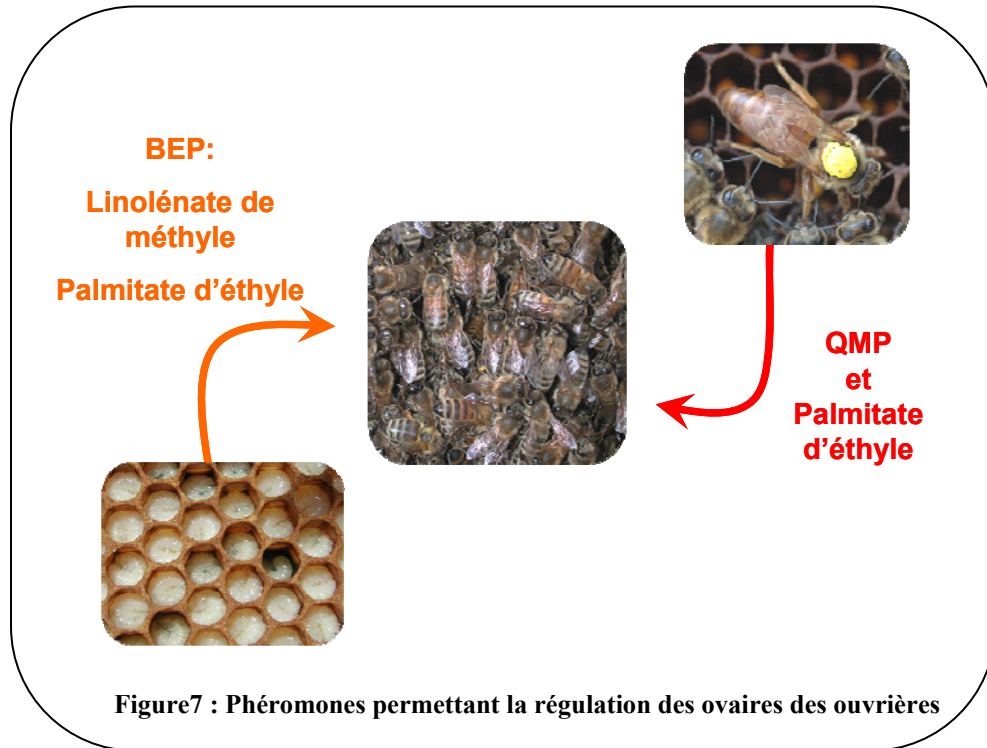 BEP:
Linolénate de
méthyle
Palmitate d'éthyle
QMP
et
Palmitate
d'éthyle
Figure7 : Phéromones permettant la régulation des ovaires des ouvrières